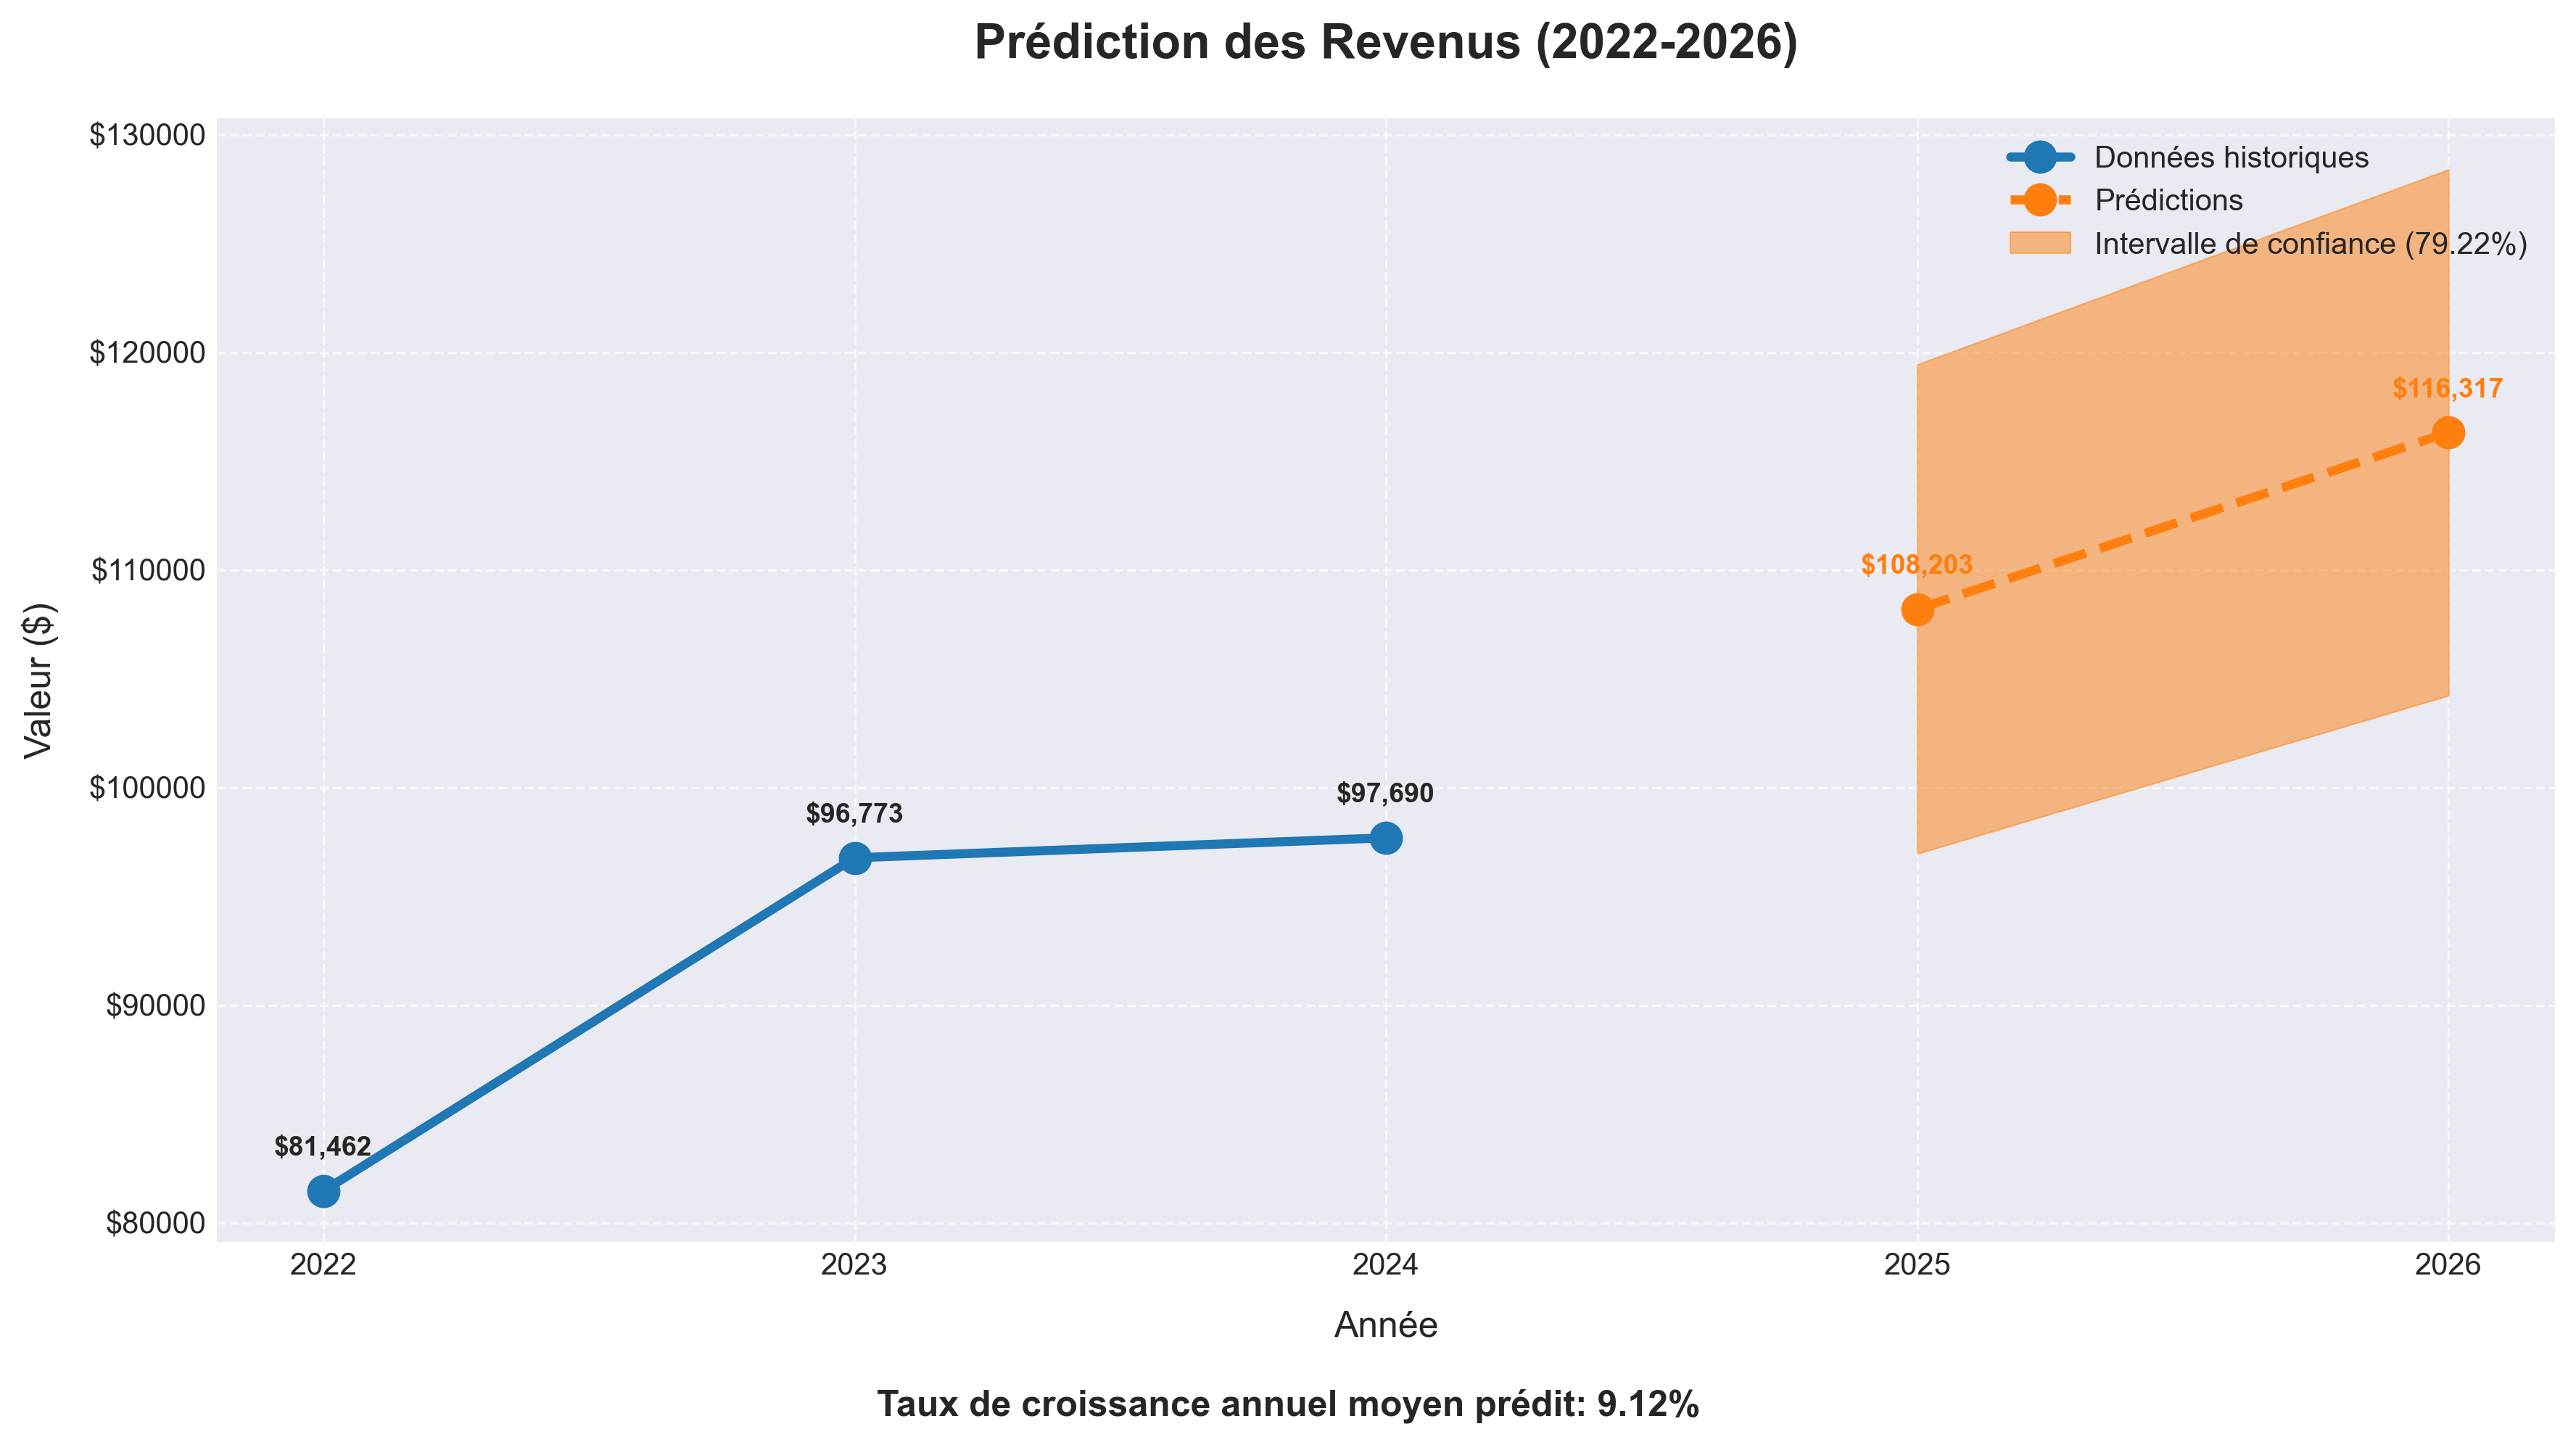 Prédiction des Revenus (2022-2026)
$130000
$120000
$110000
$100000
$90000
$80000
Valeur ($)
Données historiques
Prédictions
Intervalle de confiance (79.22%)
$81,462
$96,773
$97,690
$108,203
$116,317
2022
2023
2024
2025
2026
Année
Taux de croissance annuel moyen prédit: 9.12%